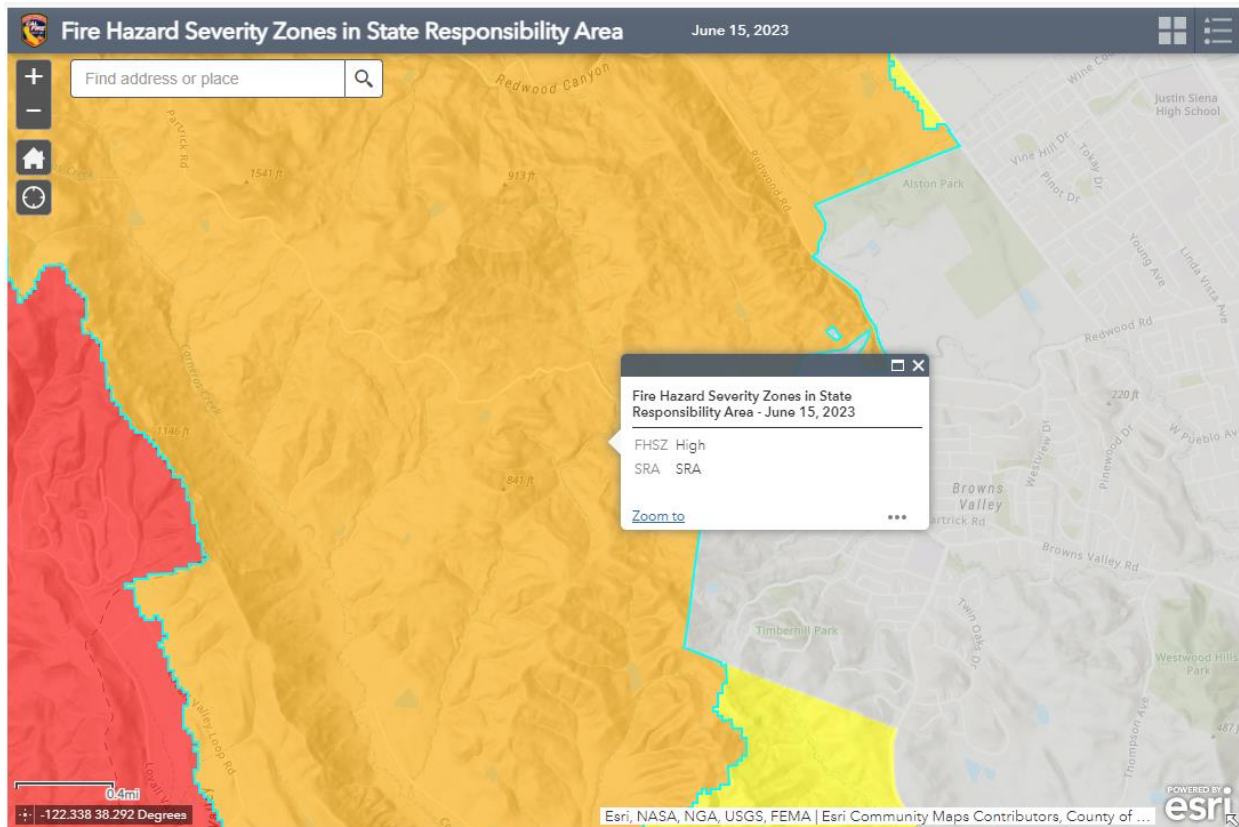 Fire Hazard Severity Zones in State Responsibility Area
June 15, 2023
+
Find address or place
−
Redwood Canyon
Justin Siena
High School
Partrick Rd
Vine Hill Dr
Tokay Dr
Pinot Dr
1541 ft
913 ft
Redwood Rd
Alston Park
Young Ave
Linda Vista Ave
Redwood Rd
Carneros Creek
Fire Hazard Severity Zones in State
Responsibility Area - June 15, 2023
FHSZ High
SRA SRA
Zoom to
220 ft
W Pueblo Av
Westview Dr
Pinewood Dr
1146 ft
841 ft
Browns
Valley
artrick Rd
Browns Valley Rd
Twin Oaks Dr
Timberhill Park
Westwood Hills
Park
Thompson Ave
487 f
Valley Loop Rd
Lovall V
0.4mi
-122.338 38.292 Degrees
Esri, NASA, NGA, USGS, FEMA | Esri Community Maps Contributors, County of ...
POWERED BY
esri